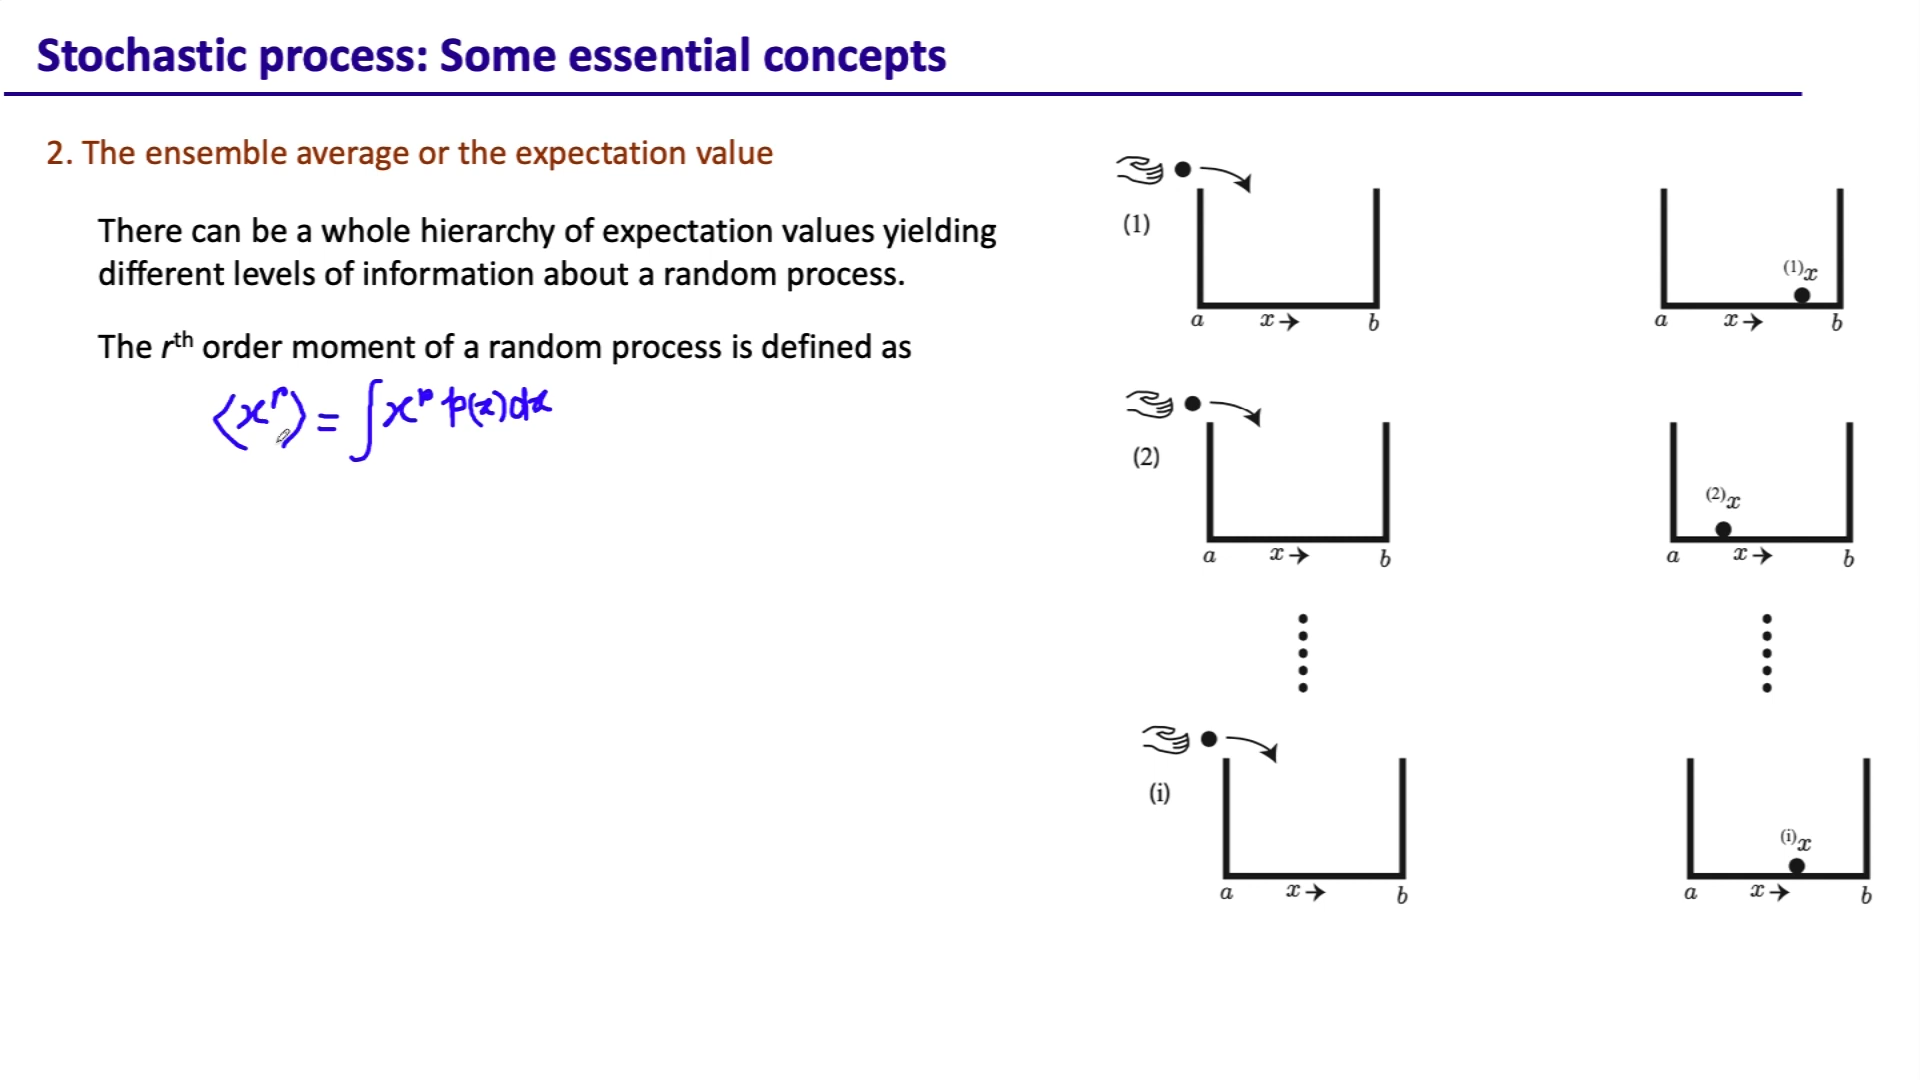 Stochastic process: Some essential concepts
2. The ensemble average or the expectation value
There can be a whole hierarchy of expectation values yielding
different levels of information about a random process.
The rth order moment of a random process is defined as
⟨xʳ⟩ = ∫xʳ p(x)dx
(1)
a x→ b
(1)x
a x→ b
(2)
a x→ b
(2)x
a x→ b
(i)
a x→ b
(i)x
a x→ b